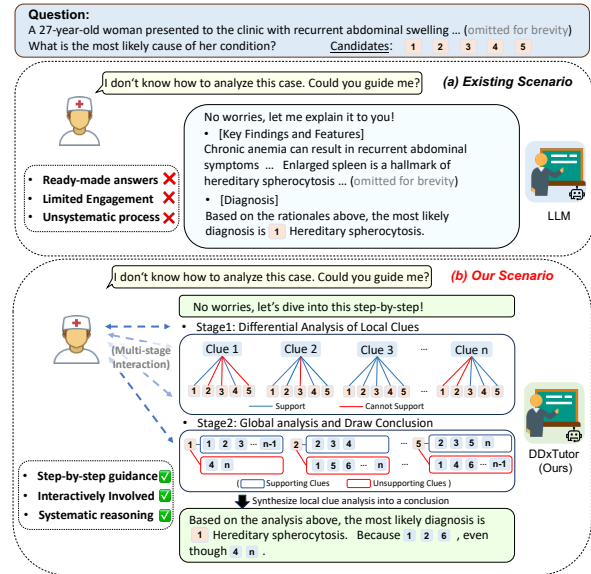 Question:
A 27-year-old woman presented to the clinic with recurrent abdominal swelling ... (omitted for brevity)
What is the most likely cause of her condition? Candidates: 1 2 3 4 5
I don't know how to analyze this case. Could you guide me?
(a) Existing Scenario
No worries, let me explain it to you!
• [Key Findings and Features]
Chronic anemia can result in recurrent abdominal
symptoms ... Enlarged spleen is a hallmark of
hereditary spherocytosis ... (omitted for brevity)
• [Diagnosis]
Based on the rationales above, the most likely
diagnosis is 1 Hereditary spherocytosis.
• Ready-made answers
• Limited Engagement
• Unsystematic process
LLM
I don't know how to analyze this case. Could you guide me?
(b) Our Scenario
No worries, let's dive into this step-by-step!
(Multi-stage
Interaction)
• Stage1: Differential Analysis of Local Clues
Clue 1 Clue 2 Clue 3 ... Clue n
1 2 3 4 5 1 2 3 4 5 1 2 3 4 5 ... 1 2 3 4 5
Support Cannot Support
• Stage2: Global analysis and Draw Conclusion
1 1 2 3 ... n-1 2 2 3 4 ... 5 2 3 5 n
4 n 1 5 6 ... n 1 4 6 ... n-1
( Supporting Clues Unsupporting Clues )
Synthesize local clue analysis into a conclusion
Based on the analysis above, the most likely diagnosis is
1 Hereditary spherocytosis. Because 1 2 6 , even
though 4 n .
• Step-by-step guidance
• Interactively Involved
• Systematic reasoning
DDxTutor
(Ours)